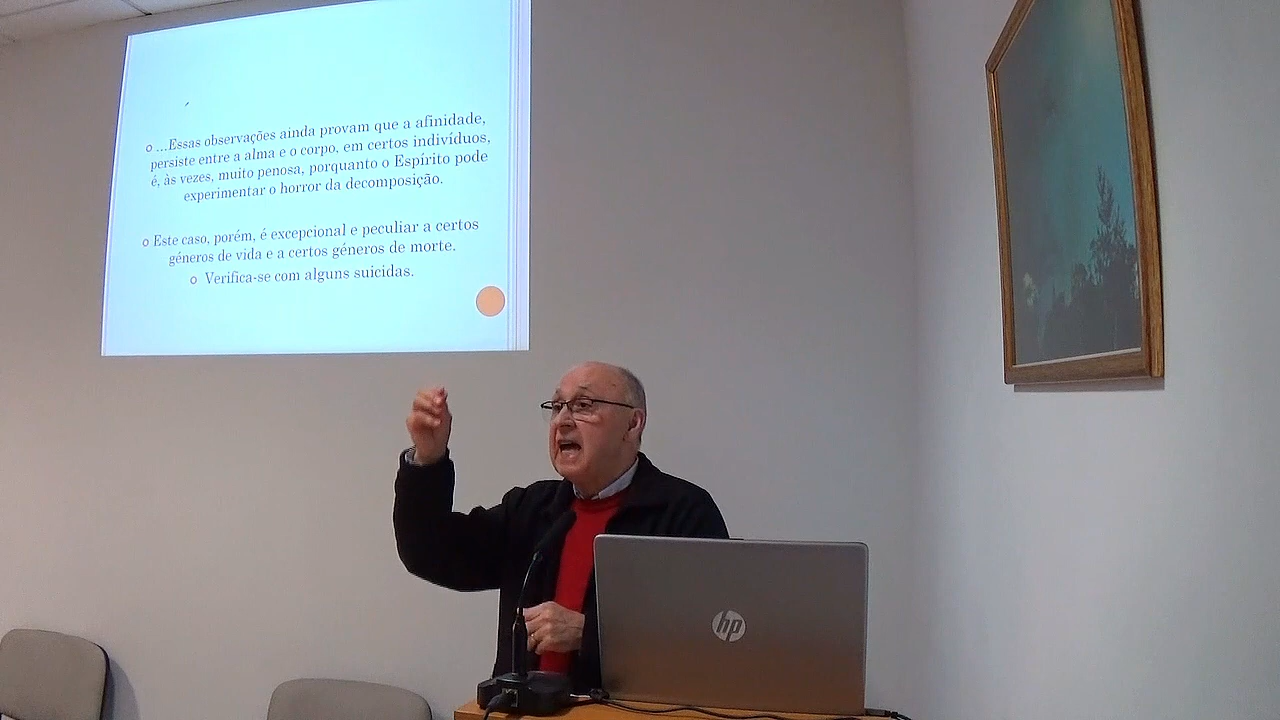 ...Essas observações ainda provam que a afinidade,
persiste entre a alma e o corpo, em certos indivíduos,
é, às vezes, muito penosa, porquanto o Espírito pode
experimentar o horror da decomposição.
Este caso, porém, é excepcional e peculiar a certos
géneros de vida e a certos géneros de morte.
Verifica-se com alguns suicidas.
hp